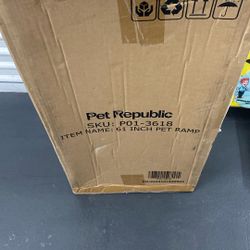 Pet Republic
SKU: P01-3618
ITEM NAME: 61 INCH PET RAMP